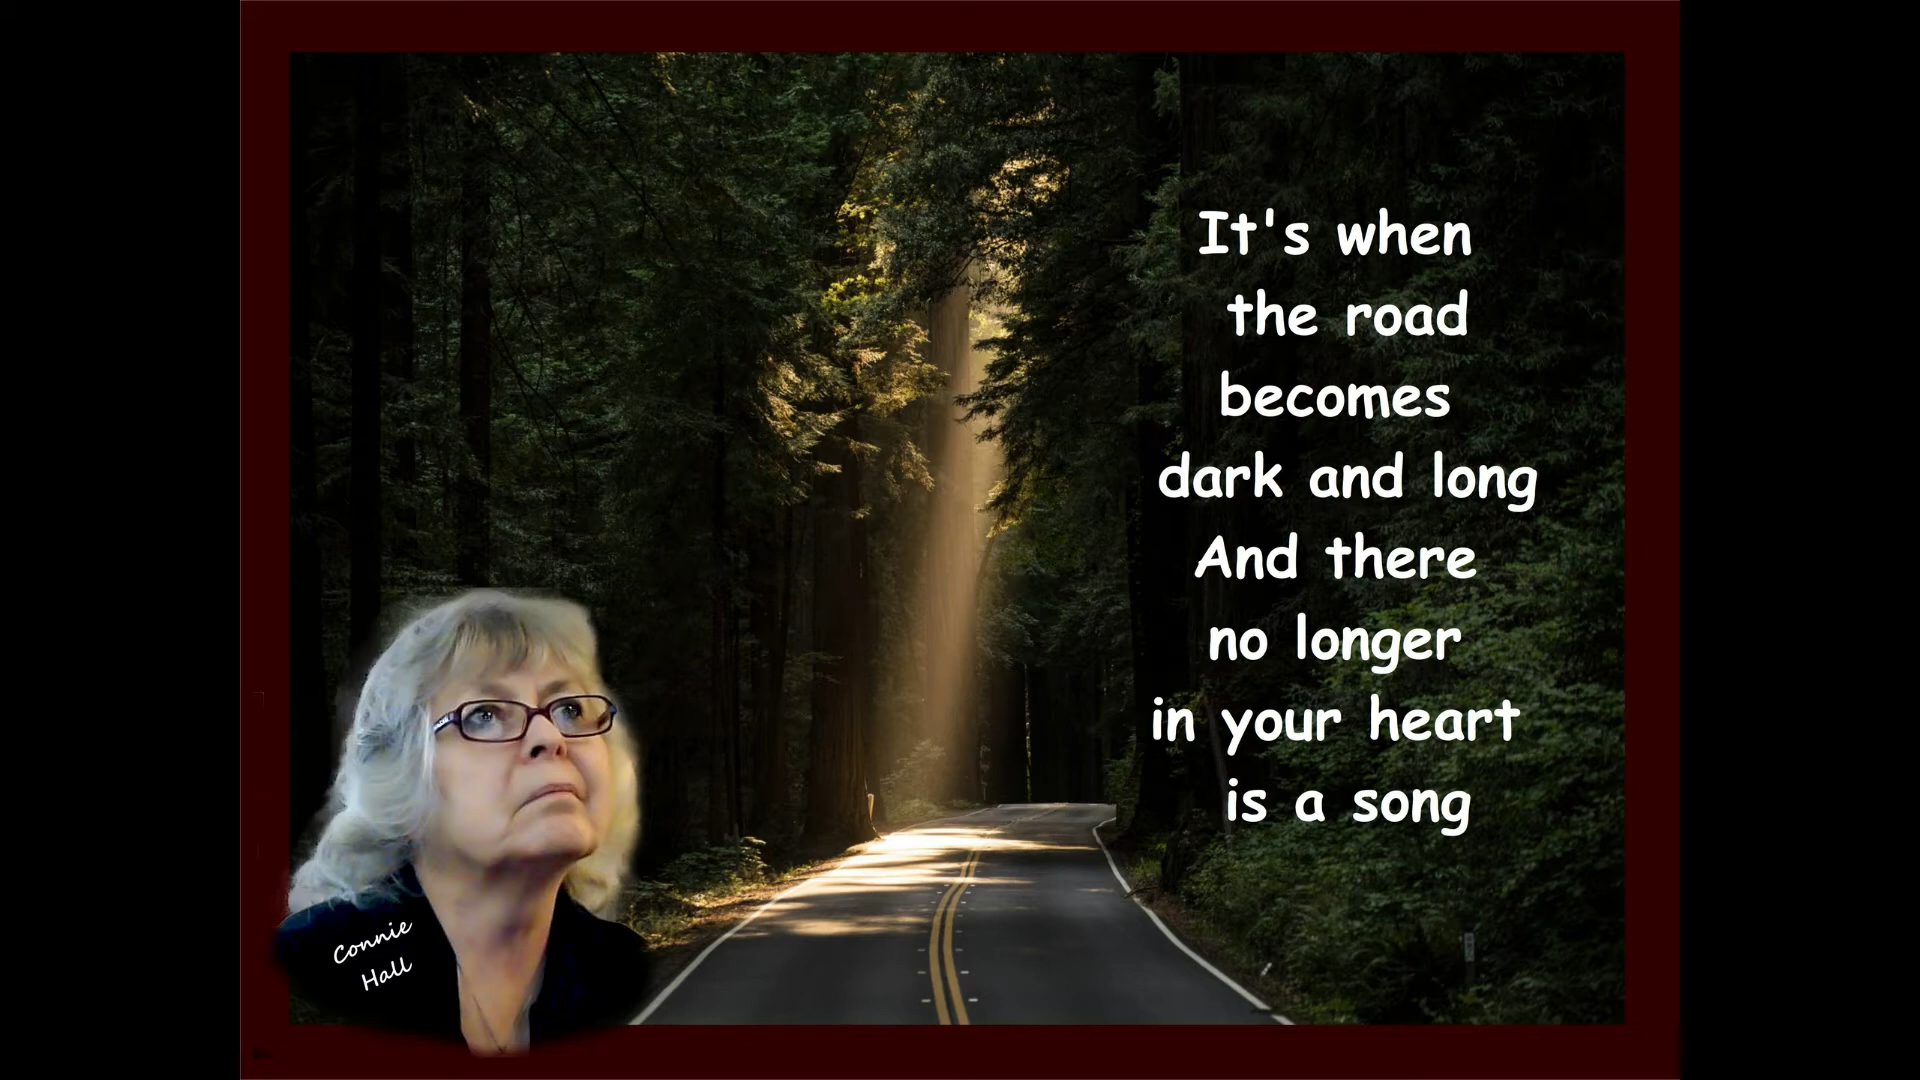 It's when
the road
becomes
dark and long
And there
no longer
in your heart
is a song
Connie
Hall